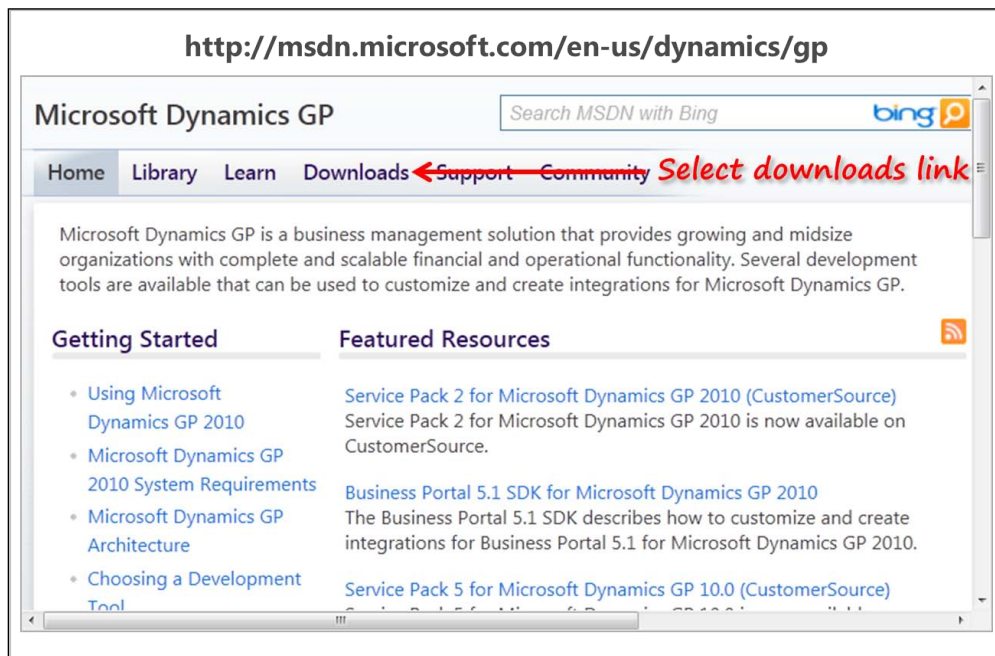 http://msdn.microsoft.com/en-us/dynamics/gp
Microsoft Dynamics GP
Search MSDN with Bing
bing
Home Library Learn Downloads Support Community Select downloads link
Microsoft Dynamics GP is a business management solution that provides growing and midsize
organizations with complete and scalable financial and operational functionality. Several development
tools are available that can be used to customize and create integrations for Microsoft Dynamics GP.
Getting Started
Using Microsoft
Dynamics GP 2010
Microsoft Dynamics GP
2010 System Requirements
Microsoft Dynamics GP
Architecture
Choosing a Development
Tool
Featured Resources
Service Pack 2 for Microsoft Dynamics GP 2010 (CustomerSource)
Service Pack 2 for Microsoft Dynamics GP 2010 is now available on
CustomerSource.
Business Portal 5.1 SDK for Microsoft Dynamics GP 2010
The Business Portal 5.1 SDK describes how to customize and create
integrations for Business Portal 5.1 for Microsoft Dynamics GP 2010.
Service Pack 5 for Microsoft Dynamics GP 10.0 (CustomerSource)